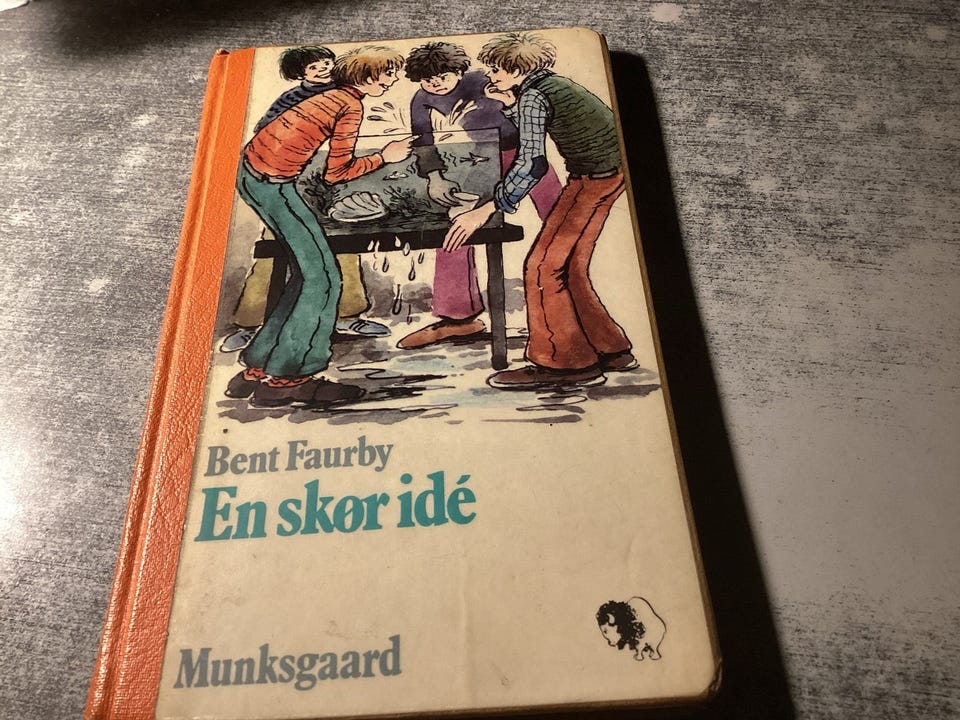 Bent Faurby
En skør idé
Munksgaard